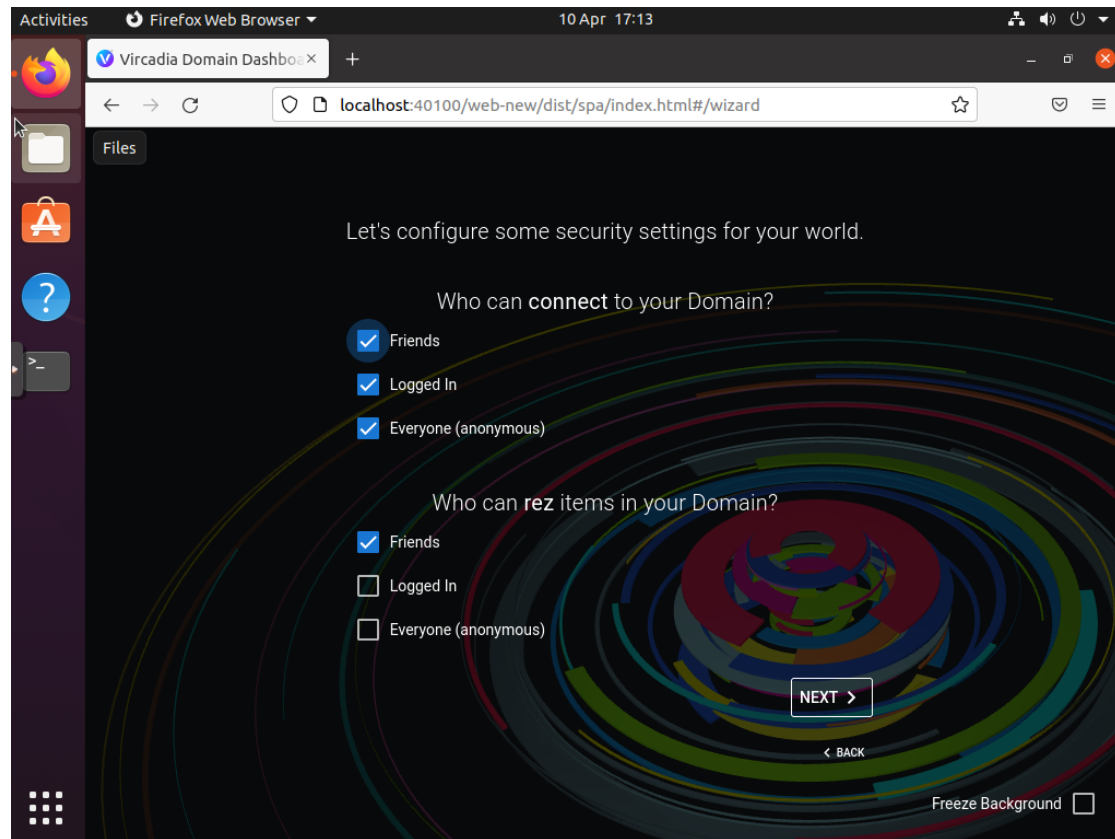 Activities Firefox Web Browser 10 Apr 17:13
Vircadia Domain Dashboa
localhost:40100/web-new/dist/spa/index.html#/wizard
Files
Let's configure some security settings for your world.
Who can connect to your Domain?
Friends
Logged In
Everyone (anonymous)
Who can rez items in your Domain?
Friends
Logged In
Everyone (anonymous)
NEXT
BACK
Freeze Background